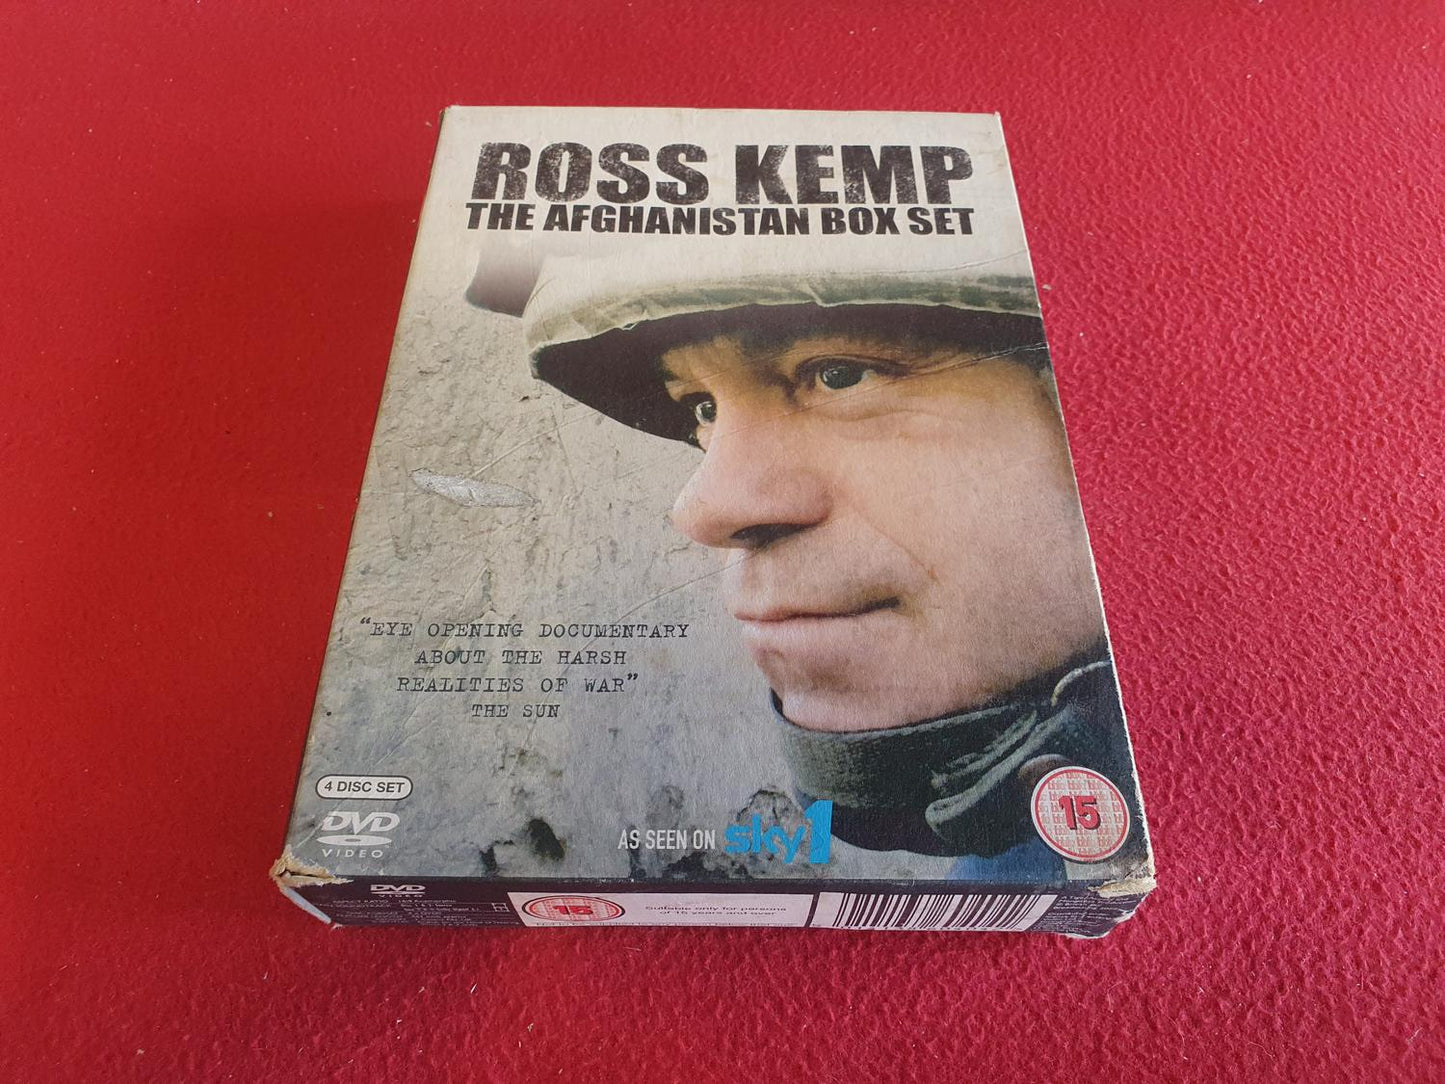 ROSS KEMP
THE AFGHANISTAN BOX SET
"EYE OPENING DOCUMENTARY
ABOUT THE HARSH
REALITIES OF WAR"
THE SUN
4 DISC SET
DVD
VIDEO
AS SEEN ON sky1
15
DVD
VIDEO
15
Suitable only for persons
of 15 years and over